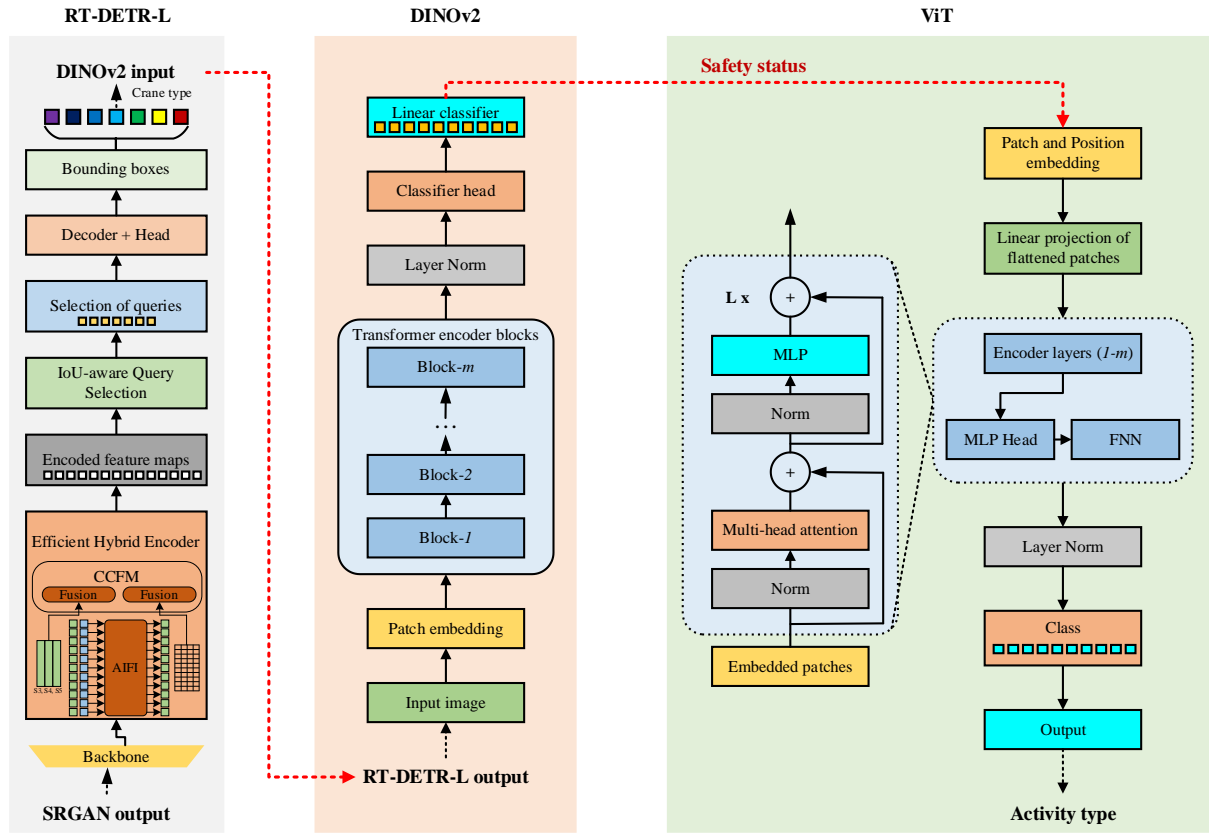 RT-DETR-L
DINOv2
ViT
DINOv2 input
Crane type
Bounding boxes
Decoder + Head
Selection of queries
IoU-aware Query
Selection
Encoded feature maps
Efficient Hybrid Encoder
CCFM
Fusion
Fusion
AIFI
S3, S4, S5
Backbone
SRGAN output
Linear classifier
Classifier head
Layer Norm
Transformer encoder blocks
Block-m
...
Block-2
Block-1
Patch embedding
Input image
RT-DETR-L output
Safety status
L x
+
MLP
Norm
+
Multi-head attention
Norm
Embedded patches
Patch and Position
embedding
Linear projection of
flattened patches
Encoder layers (1-m)
MLP Head
FNN
Layer Norm
Class
Output
Activity type